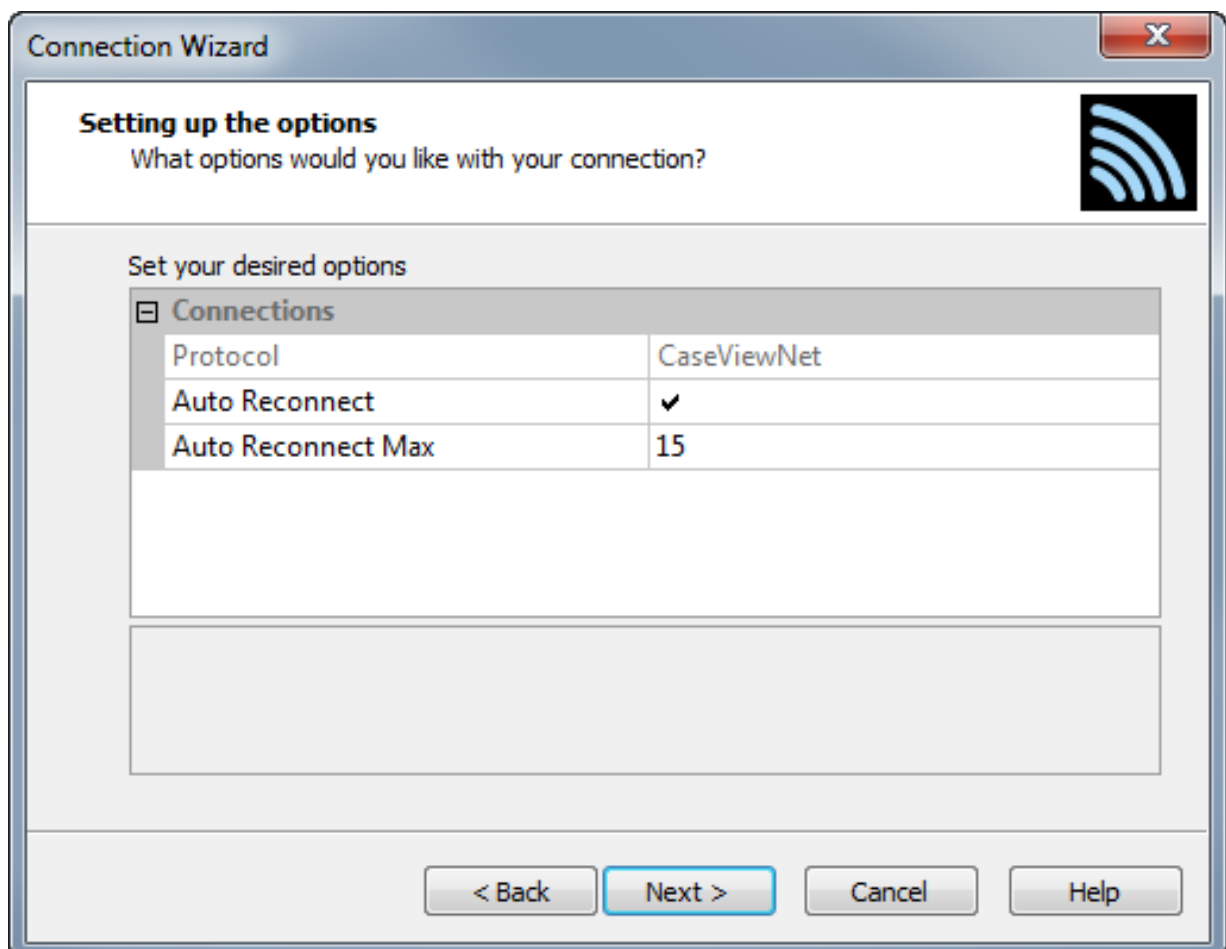 Connection Wizard
Setting up the options
What options would you like with your connection?
Set your desired options
Connections
Protocol CaseViewNet
Auto Reconnect ✔
Auto Reconnect Max 15
< Back Next > Cancel Help